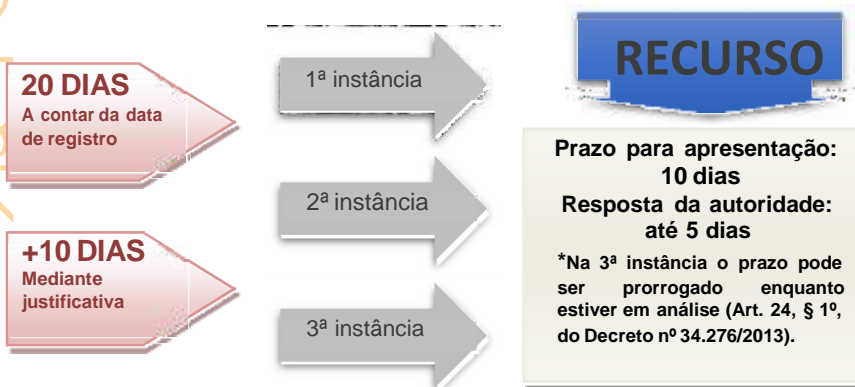 20 DIAS
A contar da data
de registro
+10 DIAS
Mediante
justificativa
1ª instância
2ª instância
3ª instância
RECURSO
Prazo para apresentação:
10 dias
Resposta da autoridade:
até 5 dias
*Na 3ª instância o prazo pode
ser prorrogado enquanto
estiver em análise (Art. 24, § 1º,
do Decreto nº 34.276/2013).